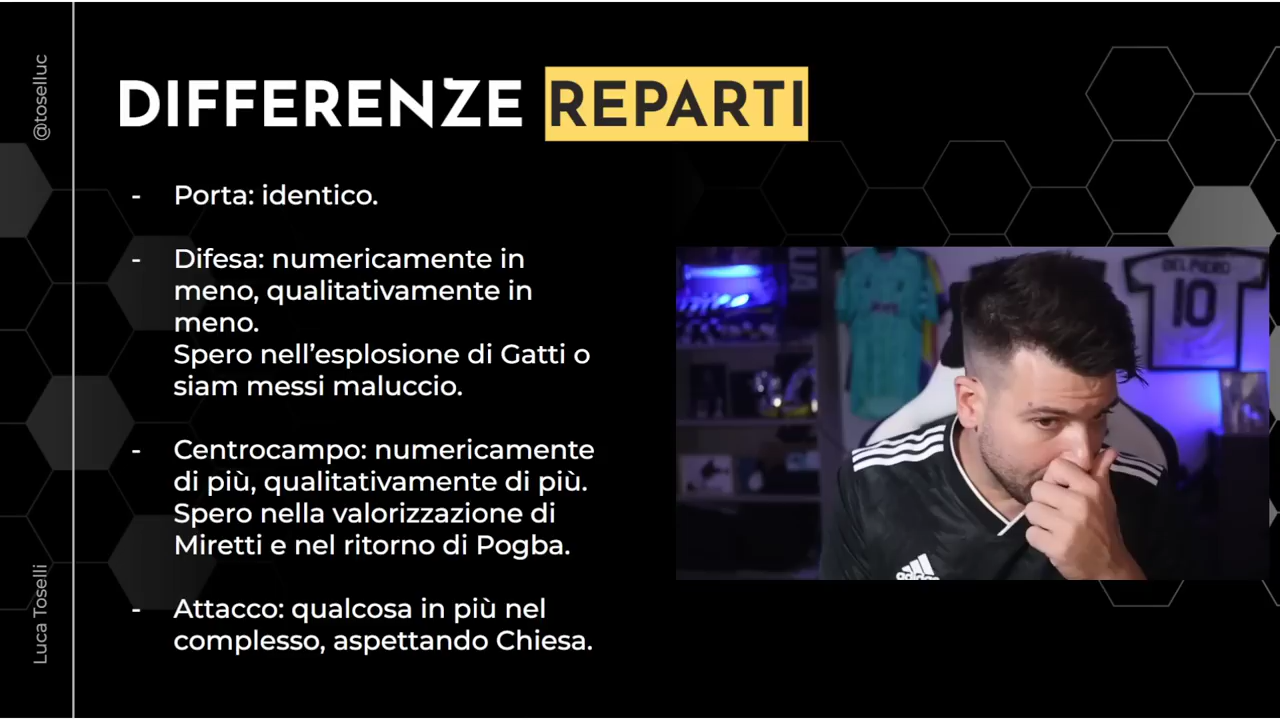 @toselluc
Luca Toselli
DIFFERENZE REPARTI
- Porta: identico.
- Difesa: numericamente in
meno, qualitativamente in
meno.
Spero nell’esplosione di Gatti o
siam messi maluccio.
- Centrocampo: numericamente
di più, qualitativamente di più.
Spero nella valorizzazione di
Miretti e nel ritorno di Pogba.
- Attacco: qualcosa in più nel
complesso, aspettando Chiesa.
DEL PIERO
10